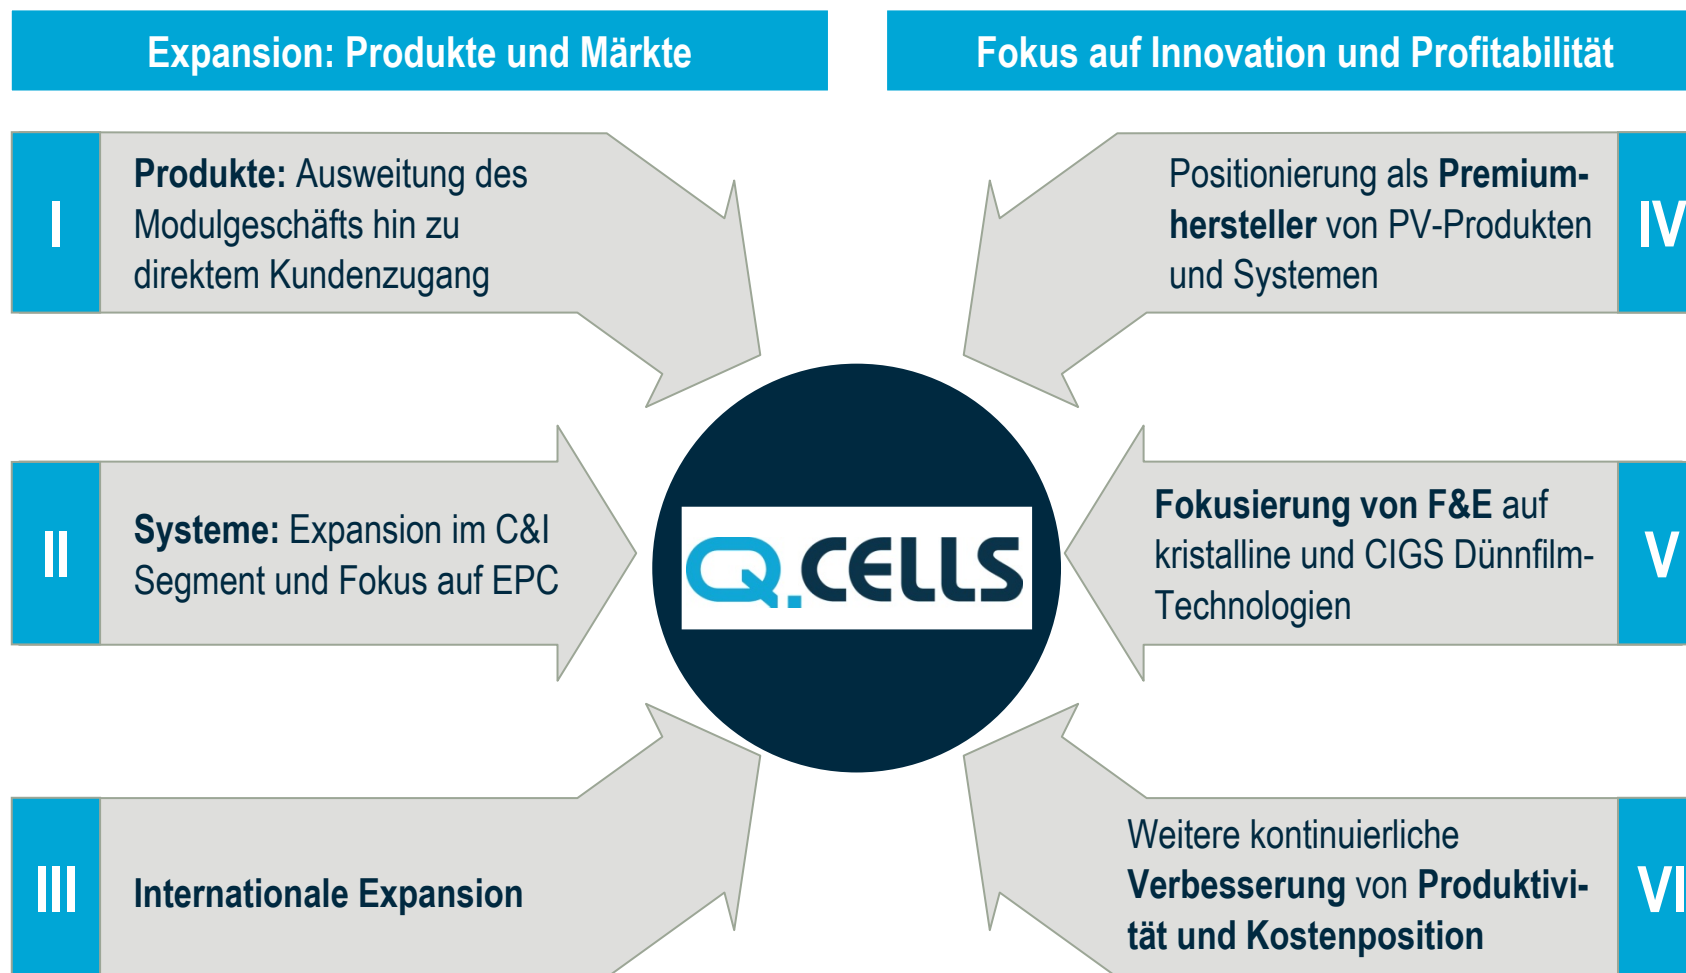 Expansion: Produkte und Märkte
I
Produkte: Ausweitung des
Modulgeschäfts hin zu
direktem Kundenzugang
II
Systeme: Expansion im C&I
Segment und Fokus auf EPC
III
Internationale Expansion
Q.CELLS
Fokus auf Innovation und Profitabilität
Positionierung als Premium-
hersteller von PV-Produkten
und Systemen
IV
Fokusierung von F&E auf
kristalline und CIGS Dünnfilm-
Technologien
V
Weitere kontinuierliche
Verbesserung von Produktivi-
tät und Kostenposition
VI